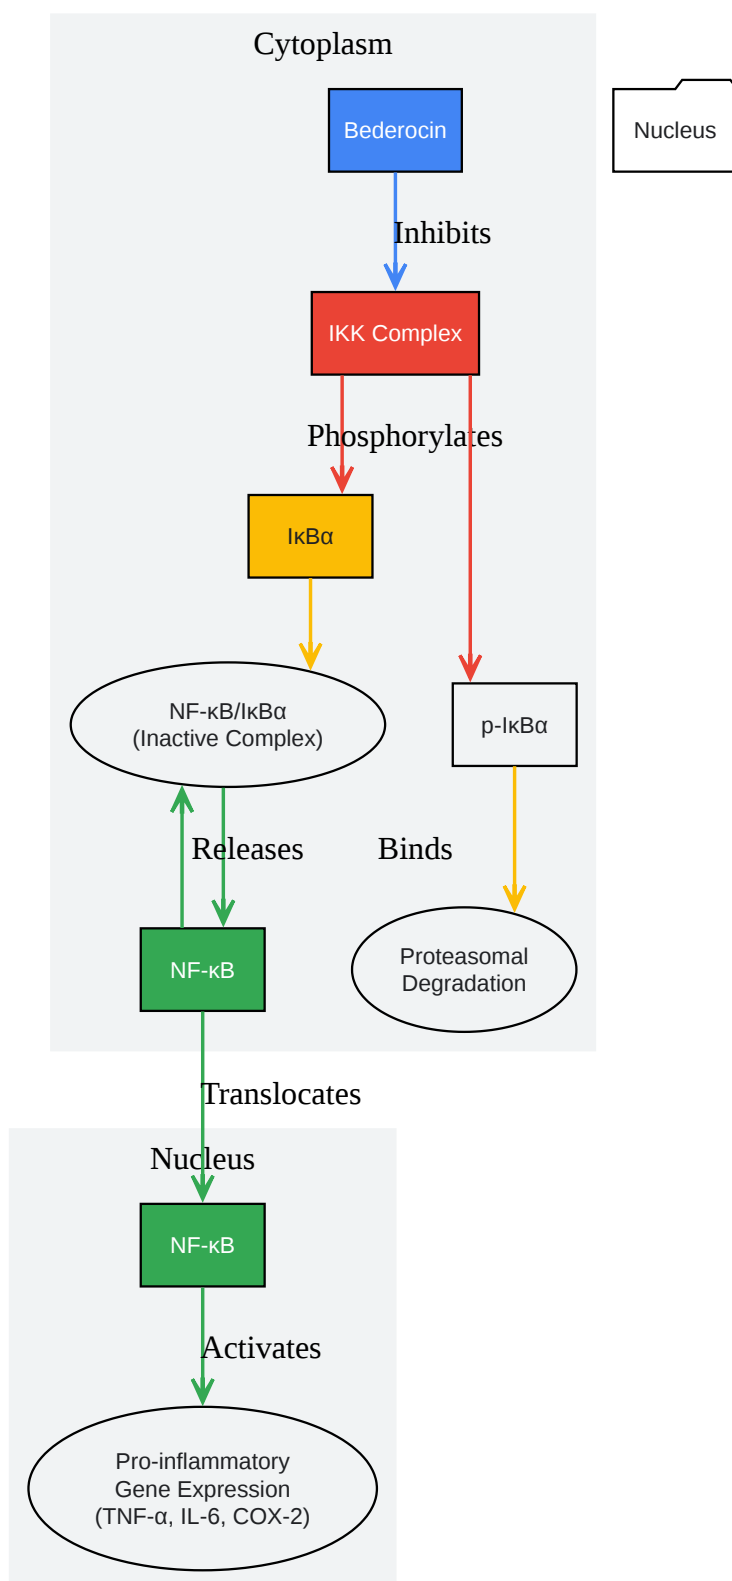 Cytoplasm
Bederocin
Nucleus
Inhibits
IKK Complex
Phosphorylates
IκBα
NF-κB/IκBα
(Inactive Complex)
p-IκBα
Releases
Binds
NF-κB
Proteasomal
Degradation
Translocates
Nucleus
NF-κB
Activates
Pro-inflammatory
Gene Expression
(TNF-α, IL-6, COX-2)